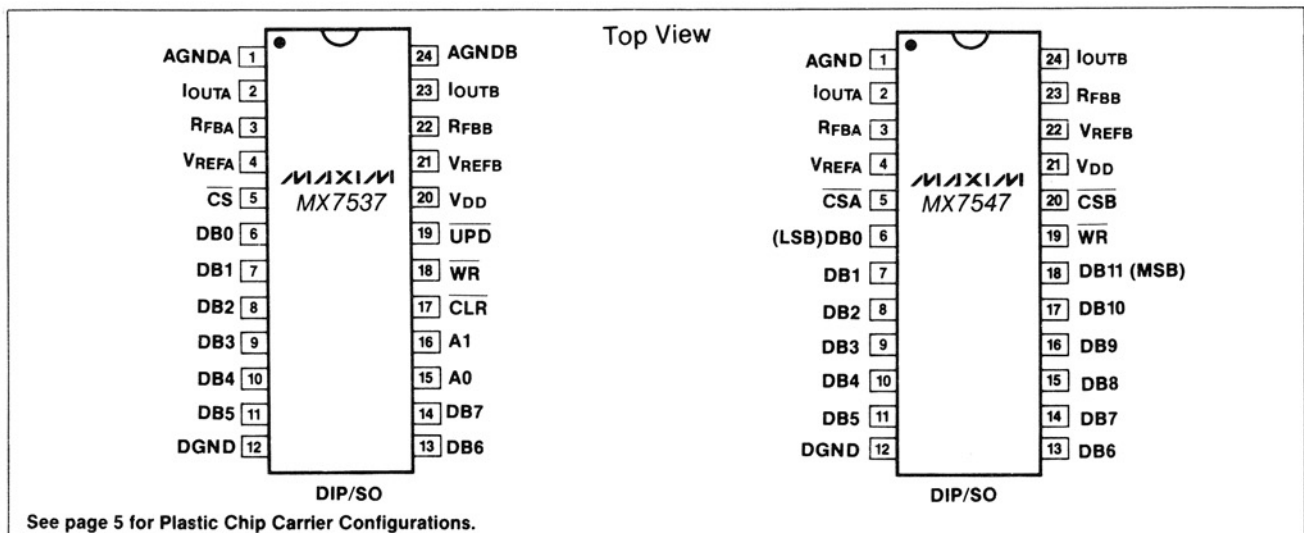 Top View
AGNDA 1
IOUTA 2
RFBA 3
VREFA 4
CS 5
DB0 6
DB1 7
DB2 8
DB3 9
DB4 10
DB5 11
DGND 12
24 AGNDB
23 IOUTB
22 RFBB
21 VREFB
20 VDD
19 UPD
18 WR
17 CLR
16 A1
15 A0
14 DB7
13 DB6
MAXIM
MX7537
DIP/SO
AGND 1
IOUTA 2
RFBA 3
VREFA 4
CSA 5
(LSB)DB0 6
DB1 7
DB2 8
DB3 9
DB4 10
DB5 11
DGND 12
24 IOUTB
23 RFBB
22 VREFB
21 VDD
20 CSB
19 WR
18 DB11 (MSB)
17 DB10
16 DB9
15 DB8
14 DB7
13 DB6
MAXIM
MX7547
DIP/SO
See page 5 for Plastic Chip Carrier Configurations.